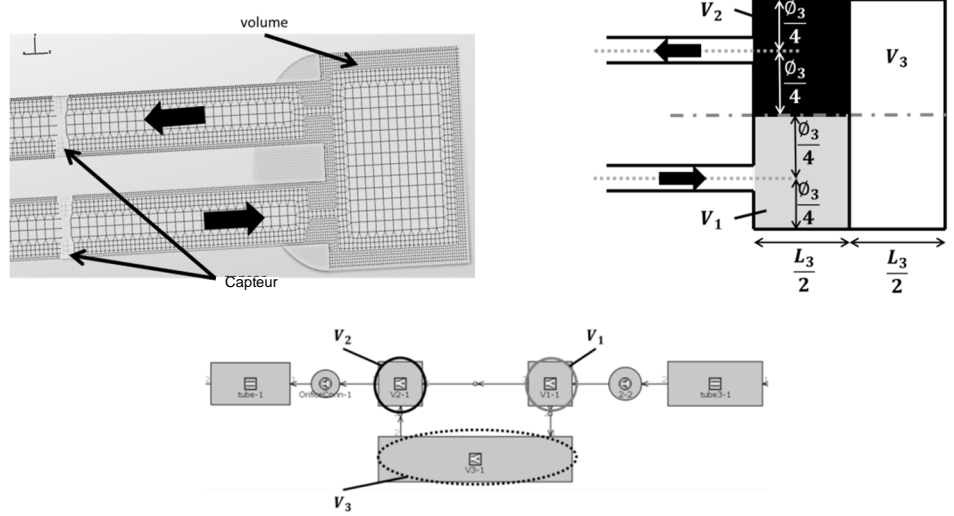 volume
Capteur
V₂
Ø₃/4
Ø₃/4
V₃
Ø₃/4
Ø₃/4
V₁
L₃/2
L₃/2
V₂
V₁
tube-1
OrificeConn-1
V2-1
V1-1
2-2
tube3-1
V3-1
V₃